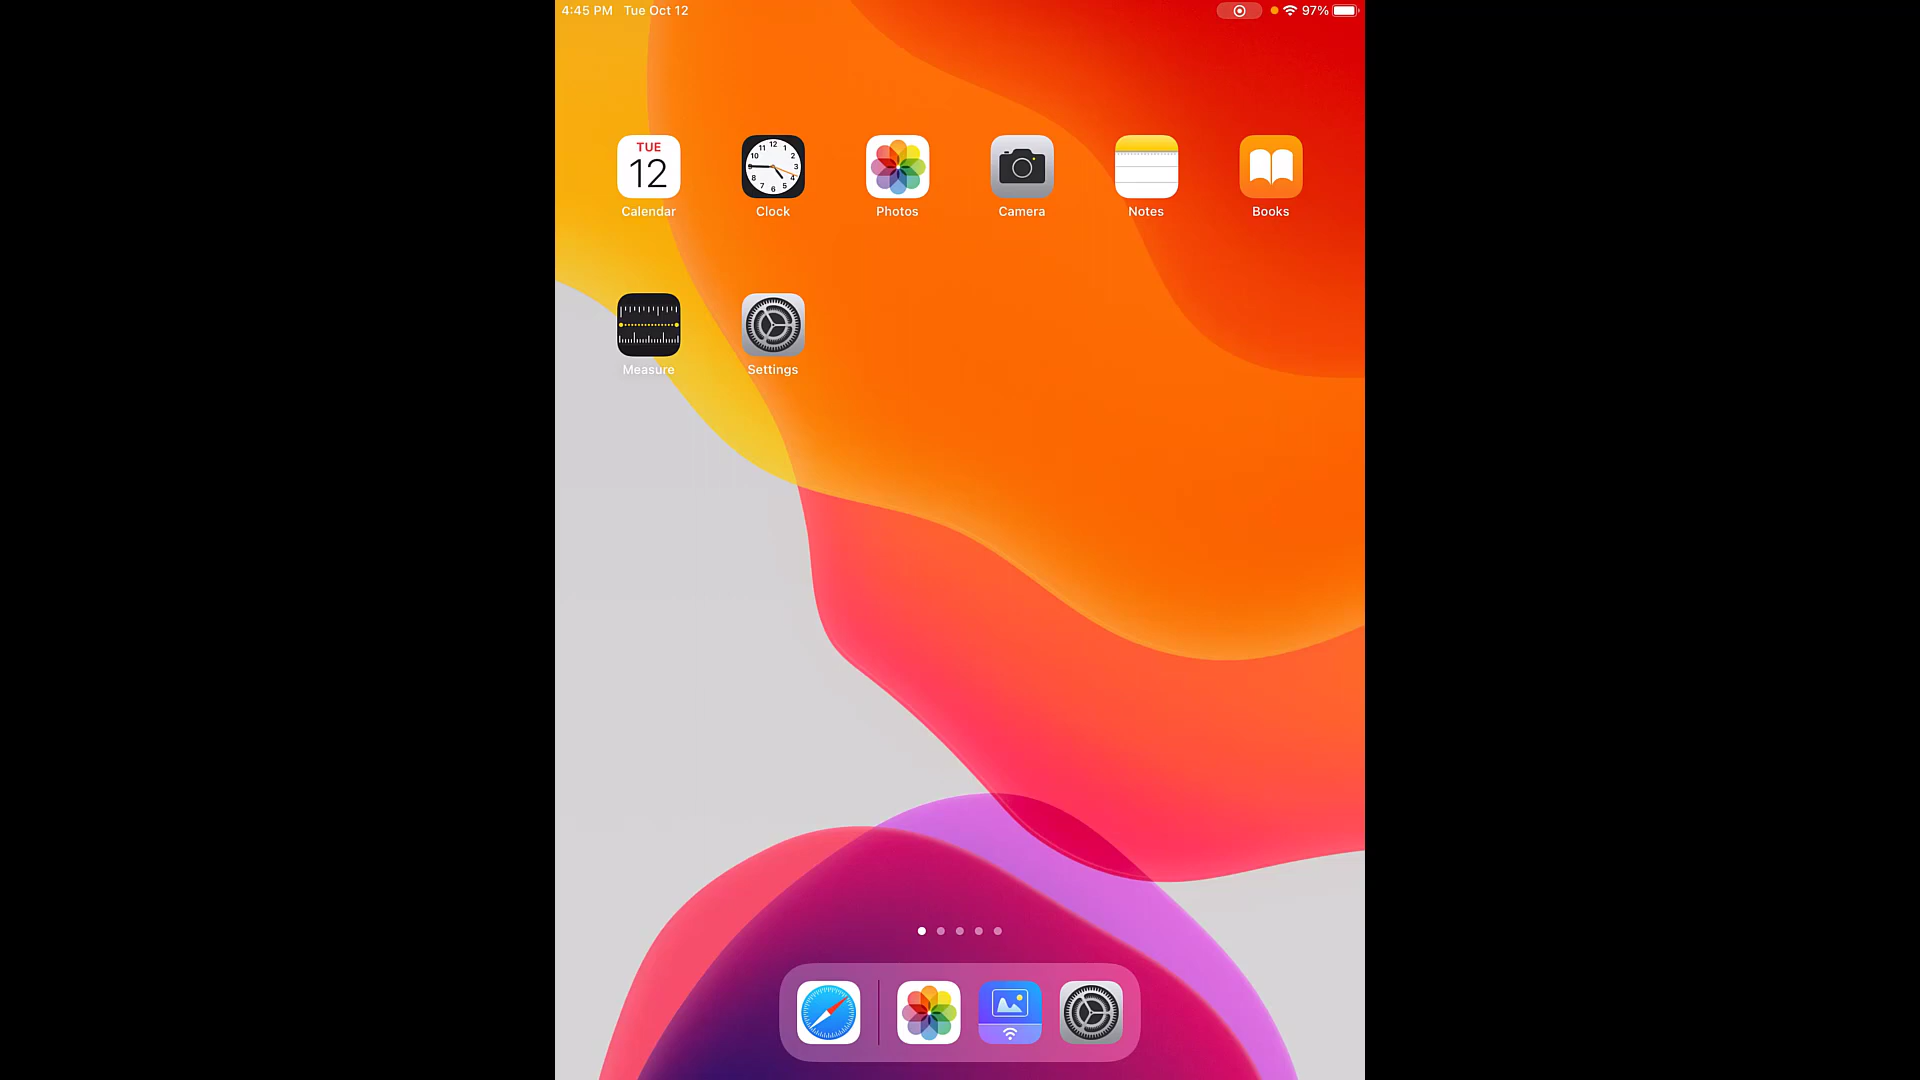 4:45 PM Tue Oct 12
97%
TUE
12
Calendar
Clock
Photos
Camera
Notes
Books
Measure
Settings